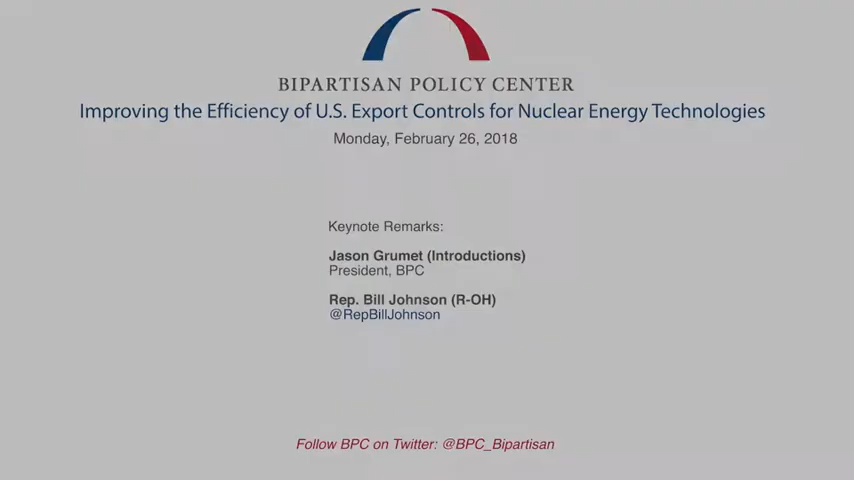 BIPARTISAN POLICY CENTER
Improving the Efficiency of U.S. Export Controls for Nuclear Energy Technologies
Monday, February 26, 2018
Keynote Remarks:
Jason Grumet (Introductions)
President, BPC
Rep. Bill Johnson (R-OH)
@RepBillJohnson
Follow BPC on Twitter: @BPC_Bipartisan